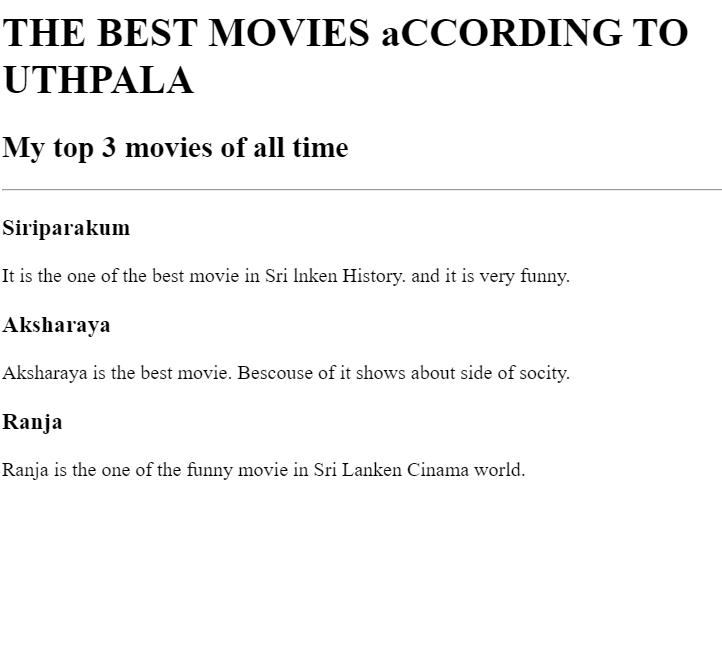 THE BEST MOVIES aCCORDING TO
UTHPALA
My top 3 movies of all time
Siriparakum
It is the one of the best movie in Sri lnken History. and it is very funny.
Aksharaya
Aksharaya is the best movie. Bescouse of it shows about side of socity.
Ranja
Ranja is the one of the funny movie in Sri Lanken Cinama world.